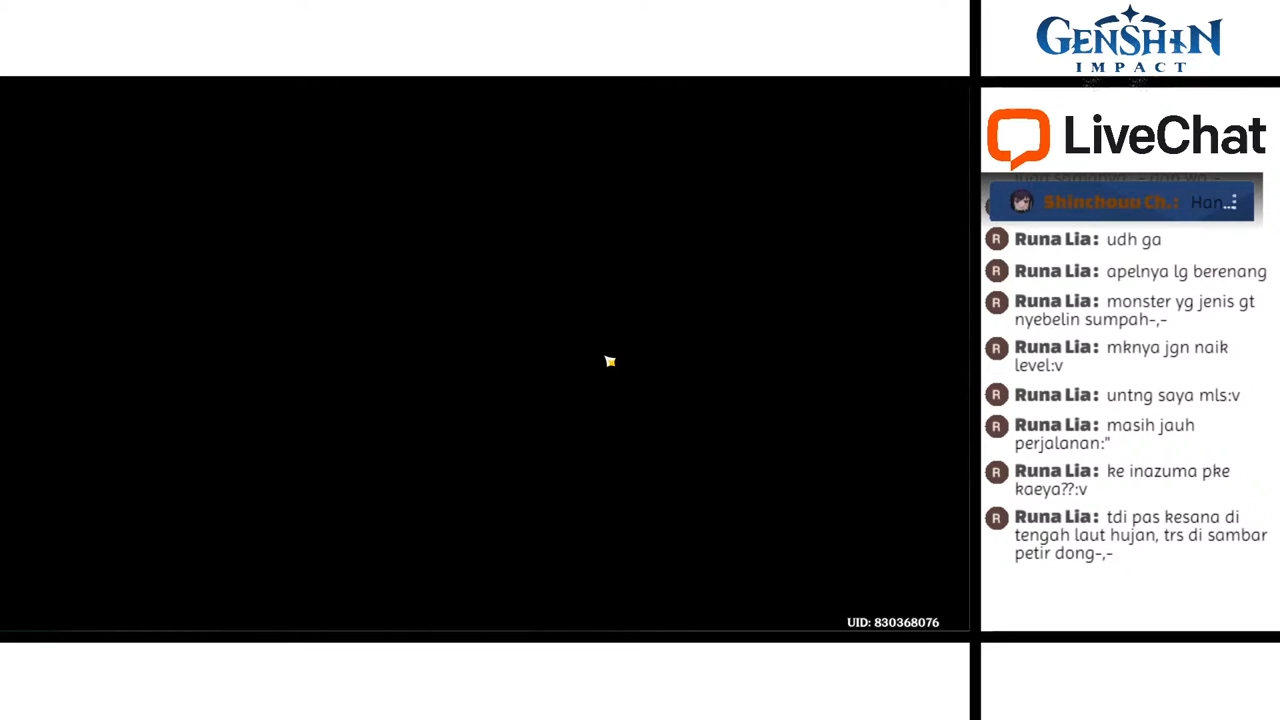 GENSHIN
IMPACT
LiveChat
Shinchouu Ch.: Han...
Runa Lia: udh ga
Runa Lia: apelnya lg berenang
Runa Lia: monster yg jenis gt
nyebelin sumpah-,-
Runa Lia: mknya jgn naik
level:v
Runa Lia: untng saya mls:v
Runa Lia: masih jauh
perjalanan:"
Runa Lia: ke inazuma pke
kaeya??:v
Runa Lia: tdi pas kesana di
tengah laut hujan, trs di sambar
petir dong-,-
UID: 830368076